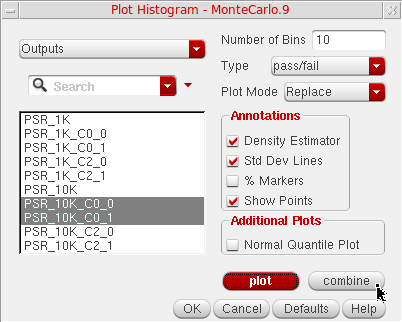 Plot Histogram - MonteCarlo.9
Outputs
Search
PSR_1K
PSR_1K_C0_0
PSR_1K_C0_1
PSR_1K_C2_0
PSR_1K_C2_1
PSR_10K
PSR_10K_C0_0
PSR_10K_C0_1
PSR_10K_C2_0
PSR_10K_C2_1
Number of Bins 10
Type pass/fail
Plot Mode Replace
Annotations
Density Estimator
Std Dev Lines
% Markers
Show Points
Additional Plots
Normal Quantile Plot
plot combine
OK Cancel Defaults Help